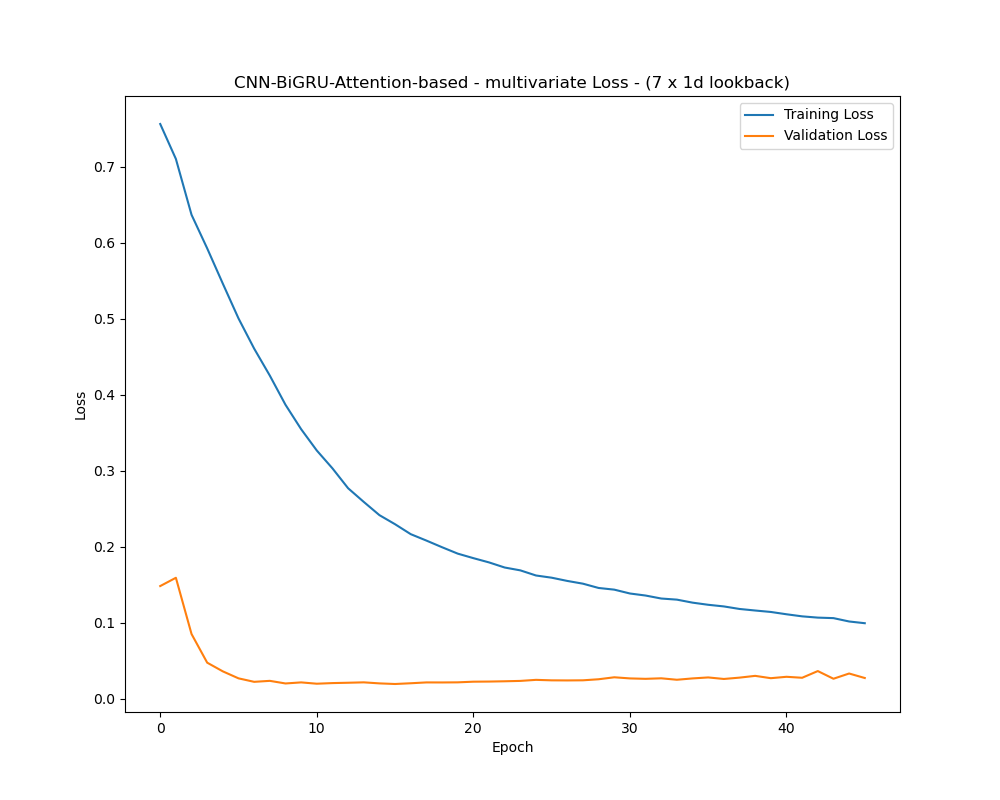 CNN-BiGRU-Attention-based - multivariate Loss - (7 x 1d lookback)
Training Loss
Validation Loss
0.7
0.6
0.5
0.4
0.3
0.2
0.1
0.0
Loss
0 10 20 30 40
Epoch